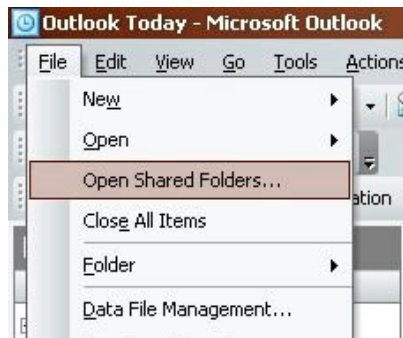 Outlook Today - Microsoft Outlook
File Edit View Go Tools Actions
New
Open
Open Shared Folders...
ation
Close All Items
Folder
Data File Management...